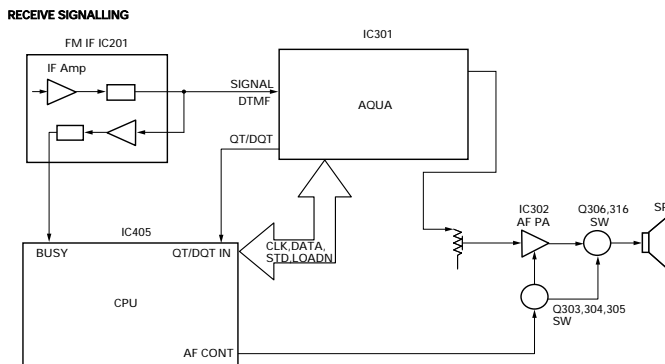 RECEIVE SIGNALLING
FM IF IC201
IF Amp
IC301
AQUA
SIGNAL
DTMF
QT/DQT
IC405
BUSY
QT/DQT IN
CPU
AF CONT
CLK,DATA,
STD,LOADN
IC302
AF PA
Q306,316
SW
SP
Q303,304,305
SW